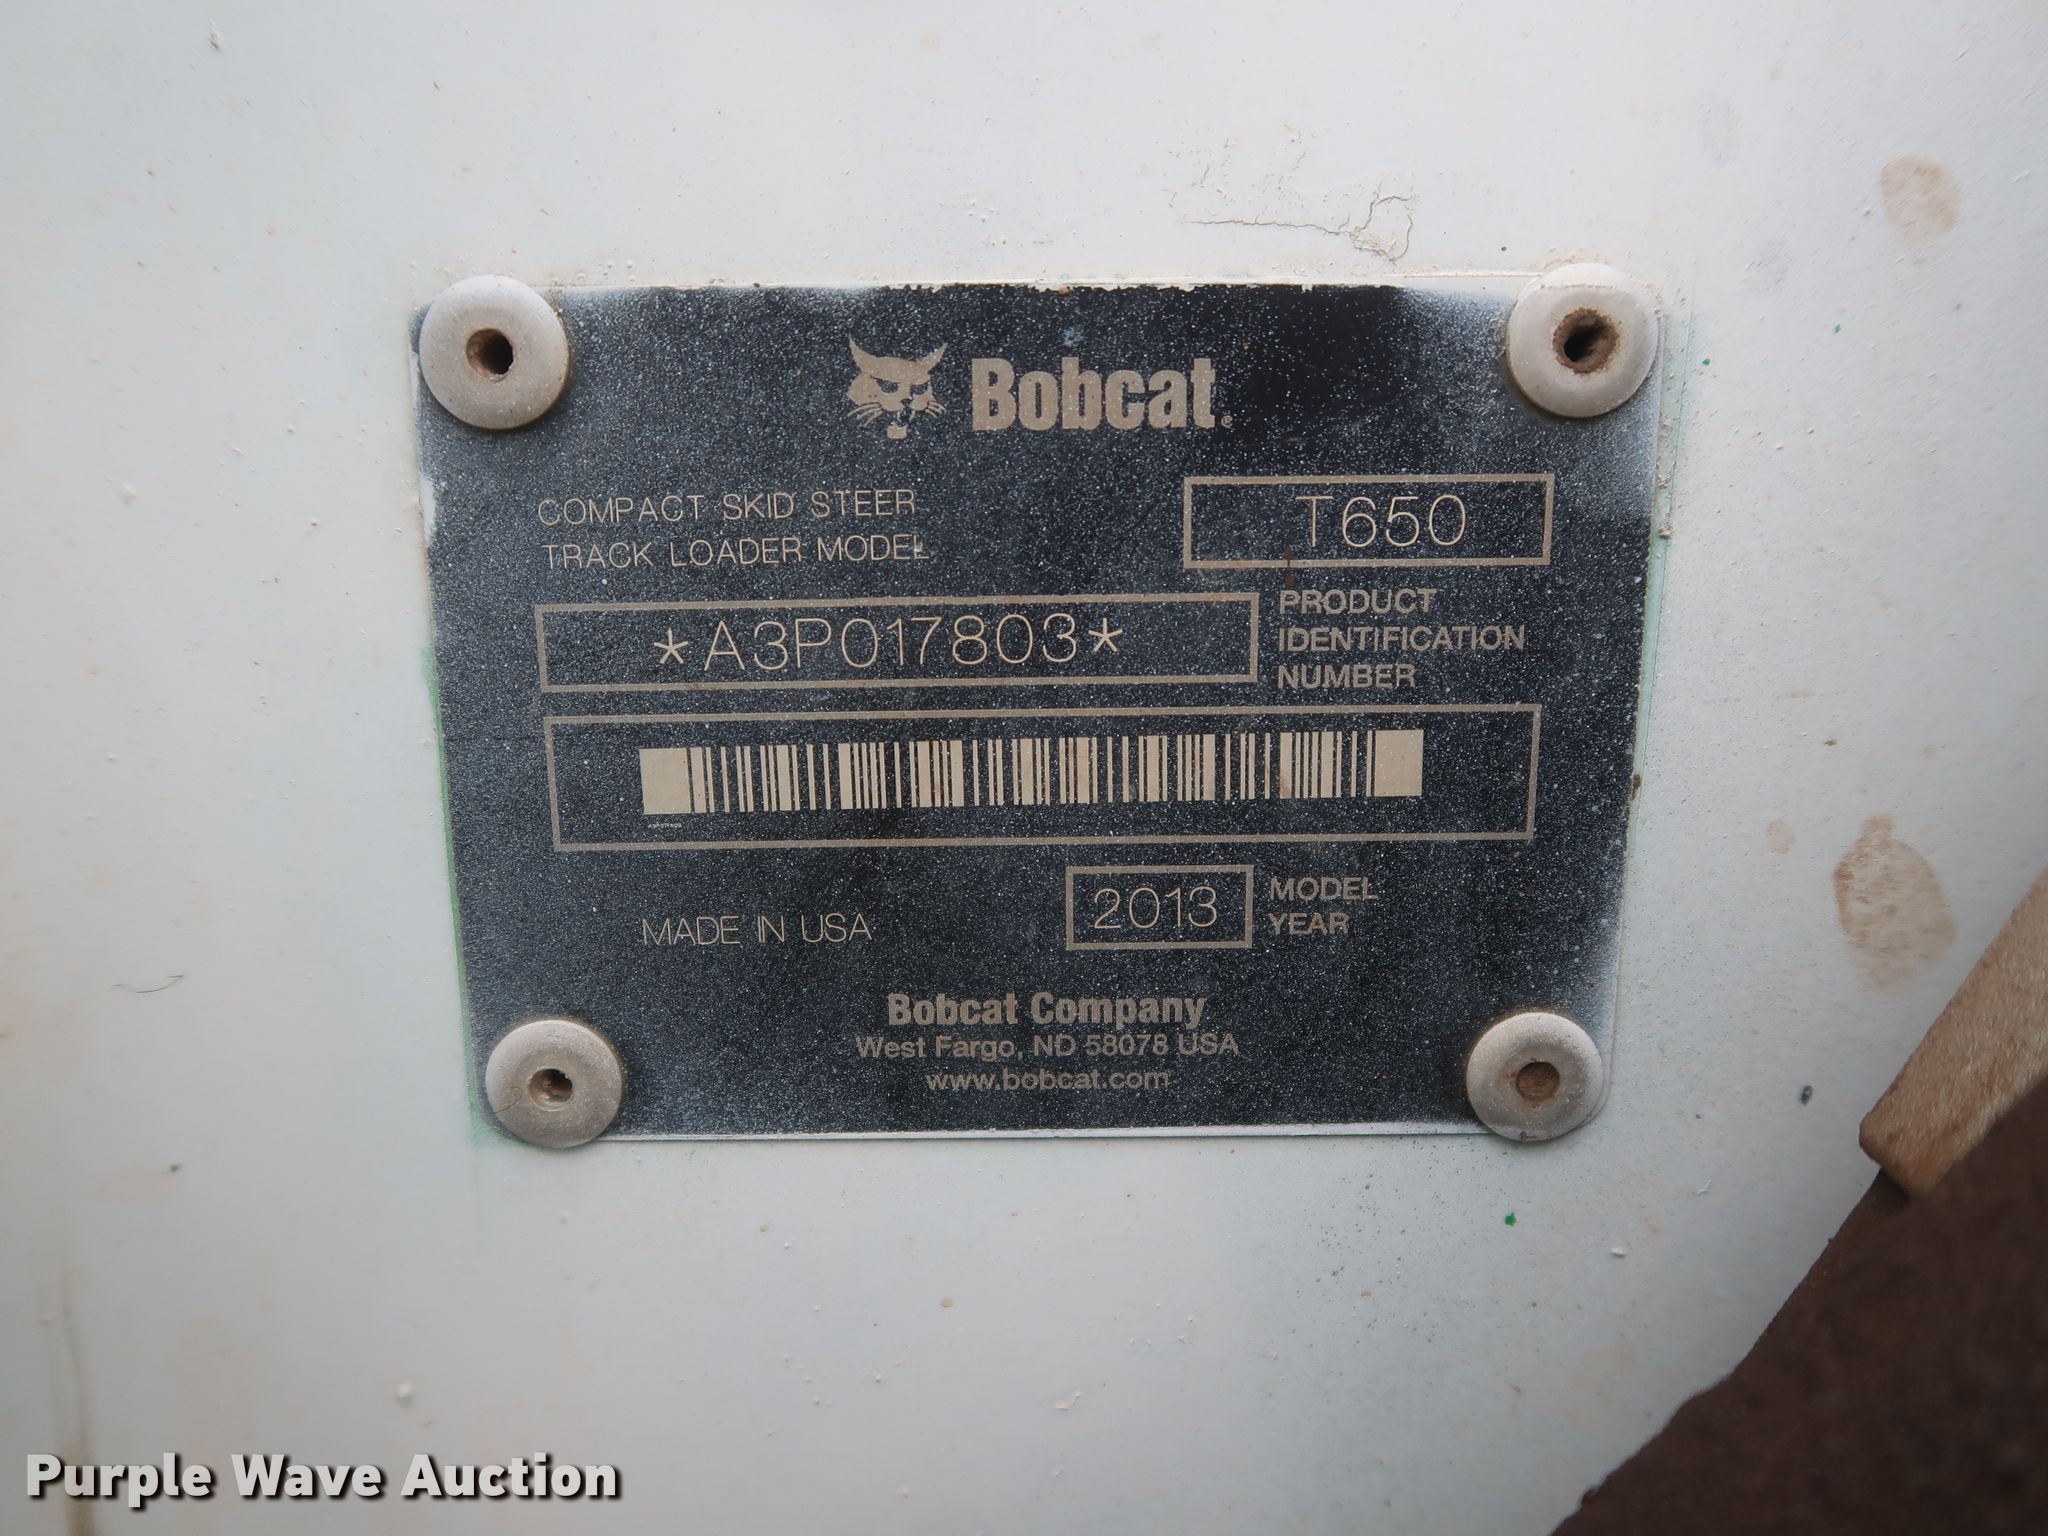 Bobcat
COMPACT SKID STEER
TRACK LOADER MODEL
T650
*A3P017803*
PRODUCT
IDENTIFICATION
NUMBER
MADE IN USA
2013
MODEL
YEAR
Bobcat Company
West Fargo, ND 58078 USA
www.bobcat.com
Purple Wave Auction